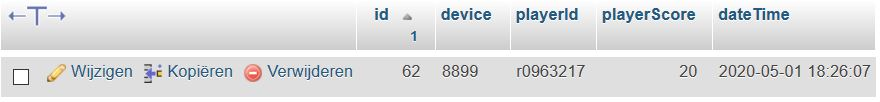 id device playerId playerScore dateTime
1
Wijzigen Kopiëren Verwijderen 62 8899 r0963217 20 2020-05-01 18:26:07